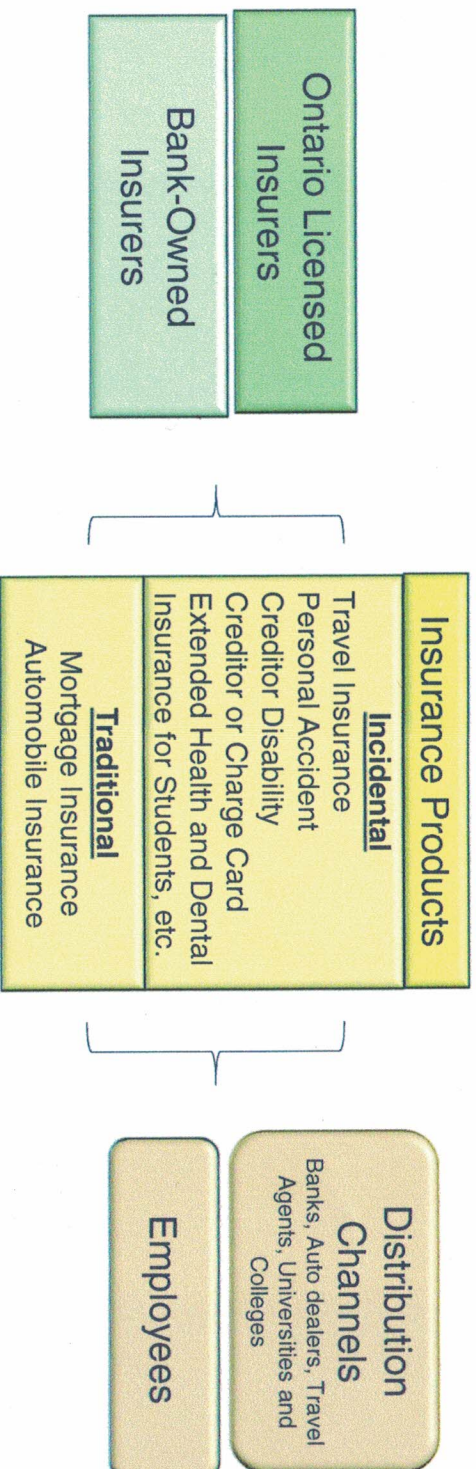 Ontario Licensed
Insurers
Bank-Owned
Insurers
Insurance Products
Incidental
Travel Insurance
Personal Accident
Creditor Disability
Creditor or Charge Card
Extended Health and Dental
Insurance for Students, etc.
Traditional
Mortgage Insurance
Automobile Insurance
Distribution
Channels
Banks, Auto dealers, Travel
Agents, Universities and
Colleges
Employees